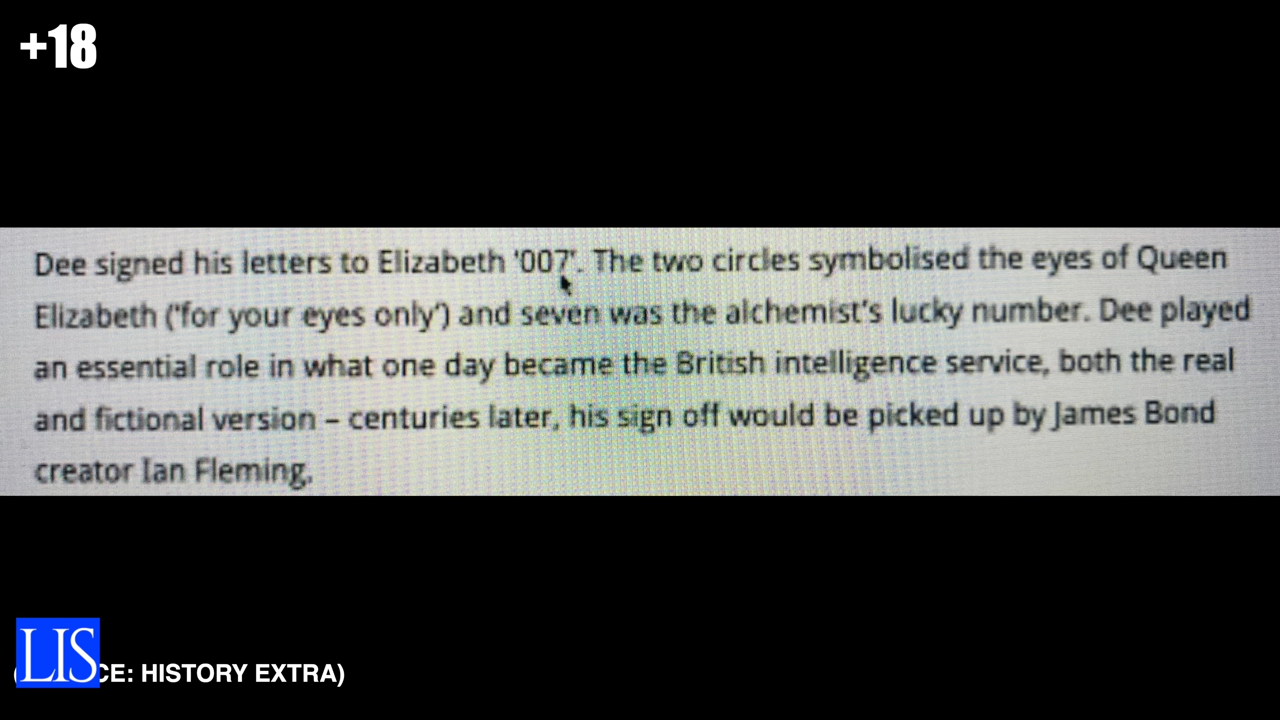 +18
Dee signed his letters to Elizabeth '007'. The two circles symbolised the eyes of Queen
Elizabeth ('for your eyes only') and seven was the alchemist's lucky number. Dee played
an essential role in what one day became the British intelligence service, both the real
and fictional version – centuries later, his sign off would be picked up by James Bond
creator Ian Fleming.
LIS
CE: HISTORY EXTRA)